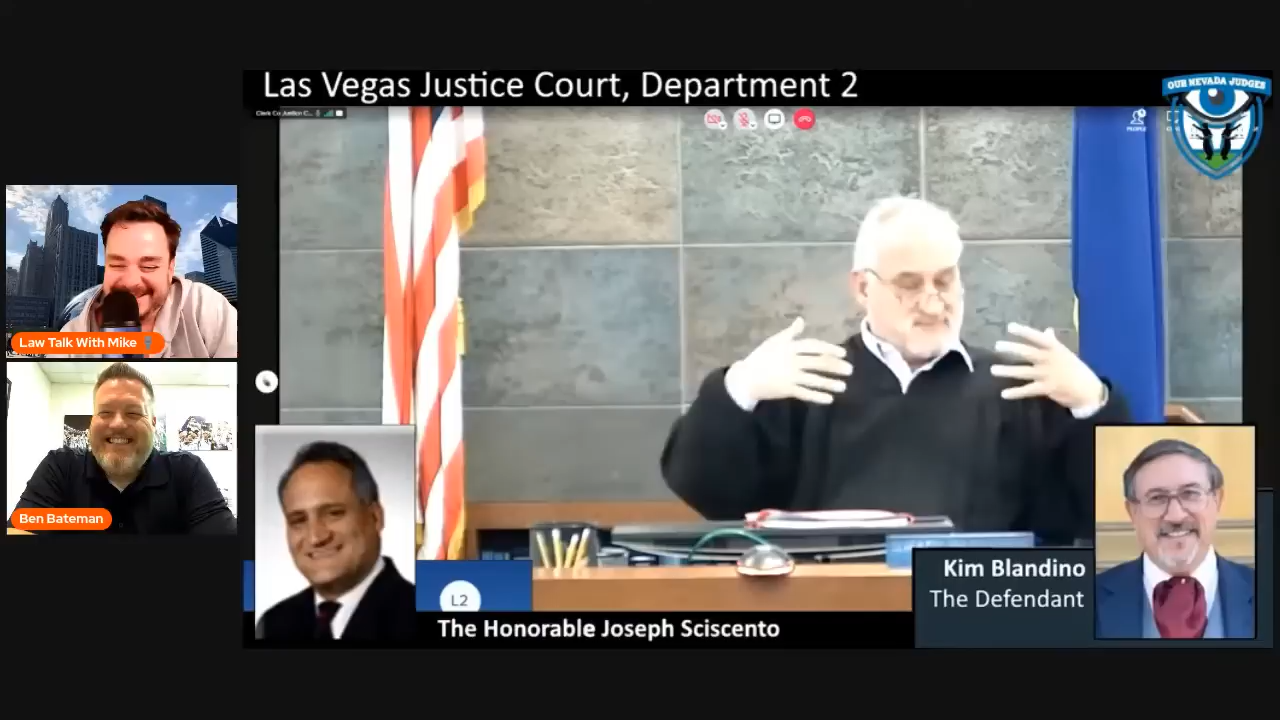 Las Vegas Justice Court, Department 2
OUR NEVADA JUDGES
PEOPLE
Law Talk With Mike
Ben Bateman
L2
Kim Blandino
The Defendant
The Honorable Joseph Sciscento